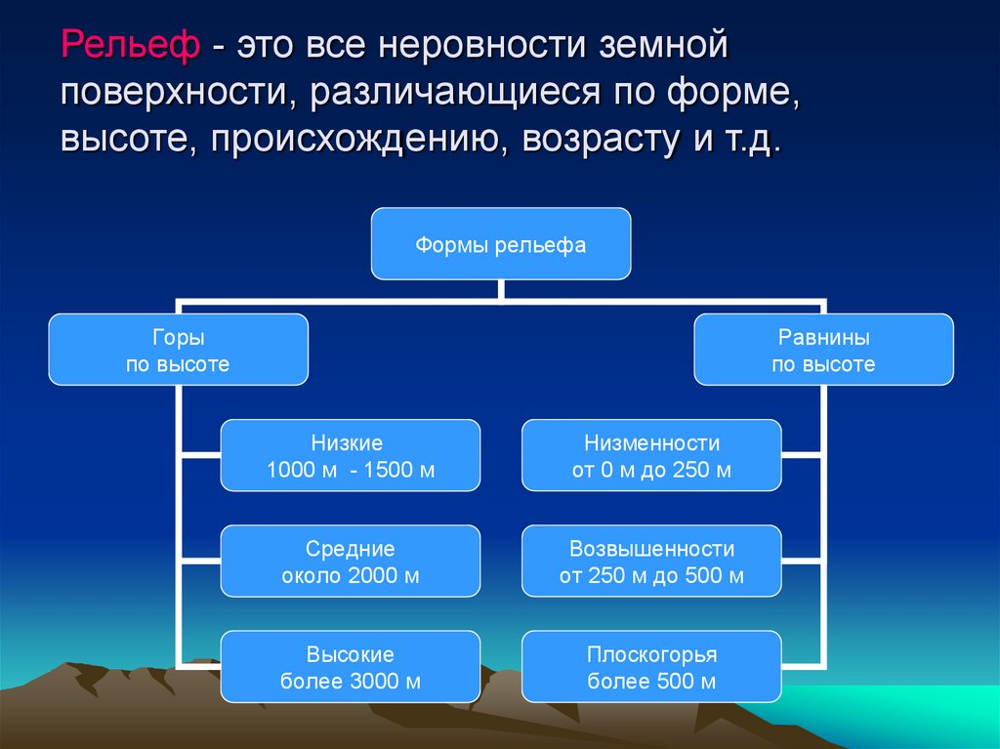 Рельеф - это все неровности земной
поверхности, различающиеся по форме,
высоте, происхождению, возрасту и т.д.
Формы рельефа
Горы
по высоте
Равнины
по высоте
Низкие
1000 м - 1500 м
Низменности
от 0 м до 250 м
Средние
около 2000 м
Возвышенности
от 250 м до 500 м
Высокие
более 3000 м
Плоскогорья
более 500 м